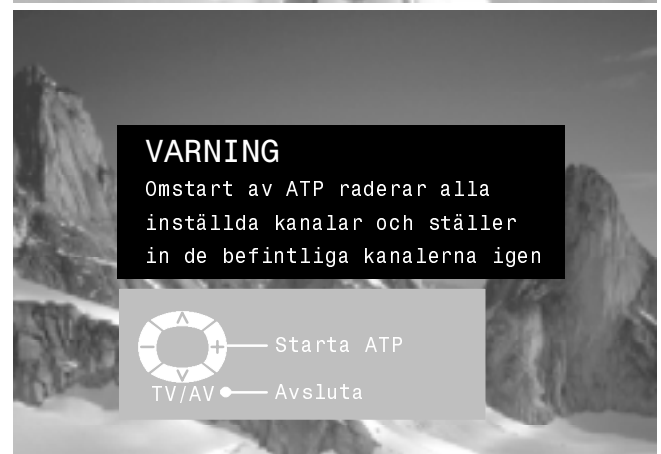 VARNING
Omstart av ATP raderar alla
inställda kanalar och ställer
in de befintliga kanalerna igen
Starta ATP
TV/AV Avsluta